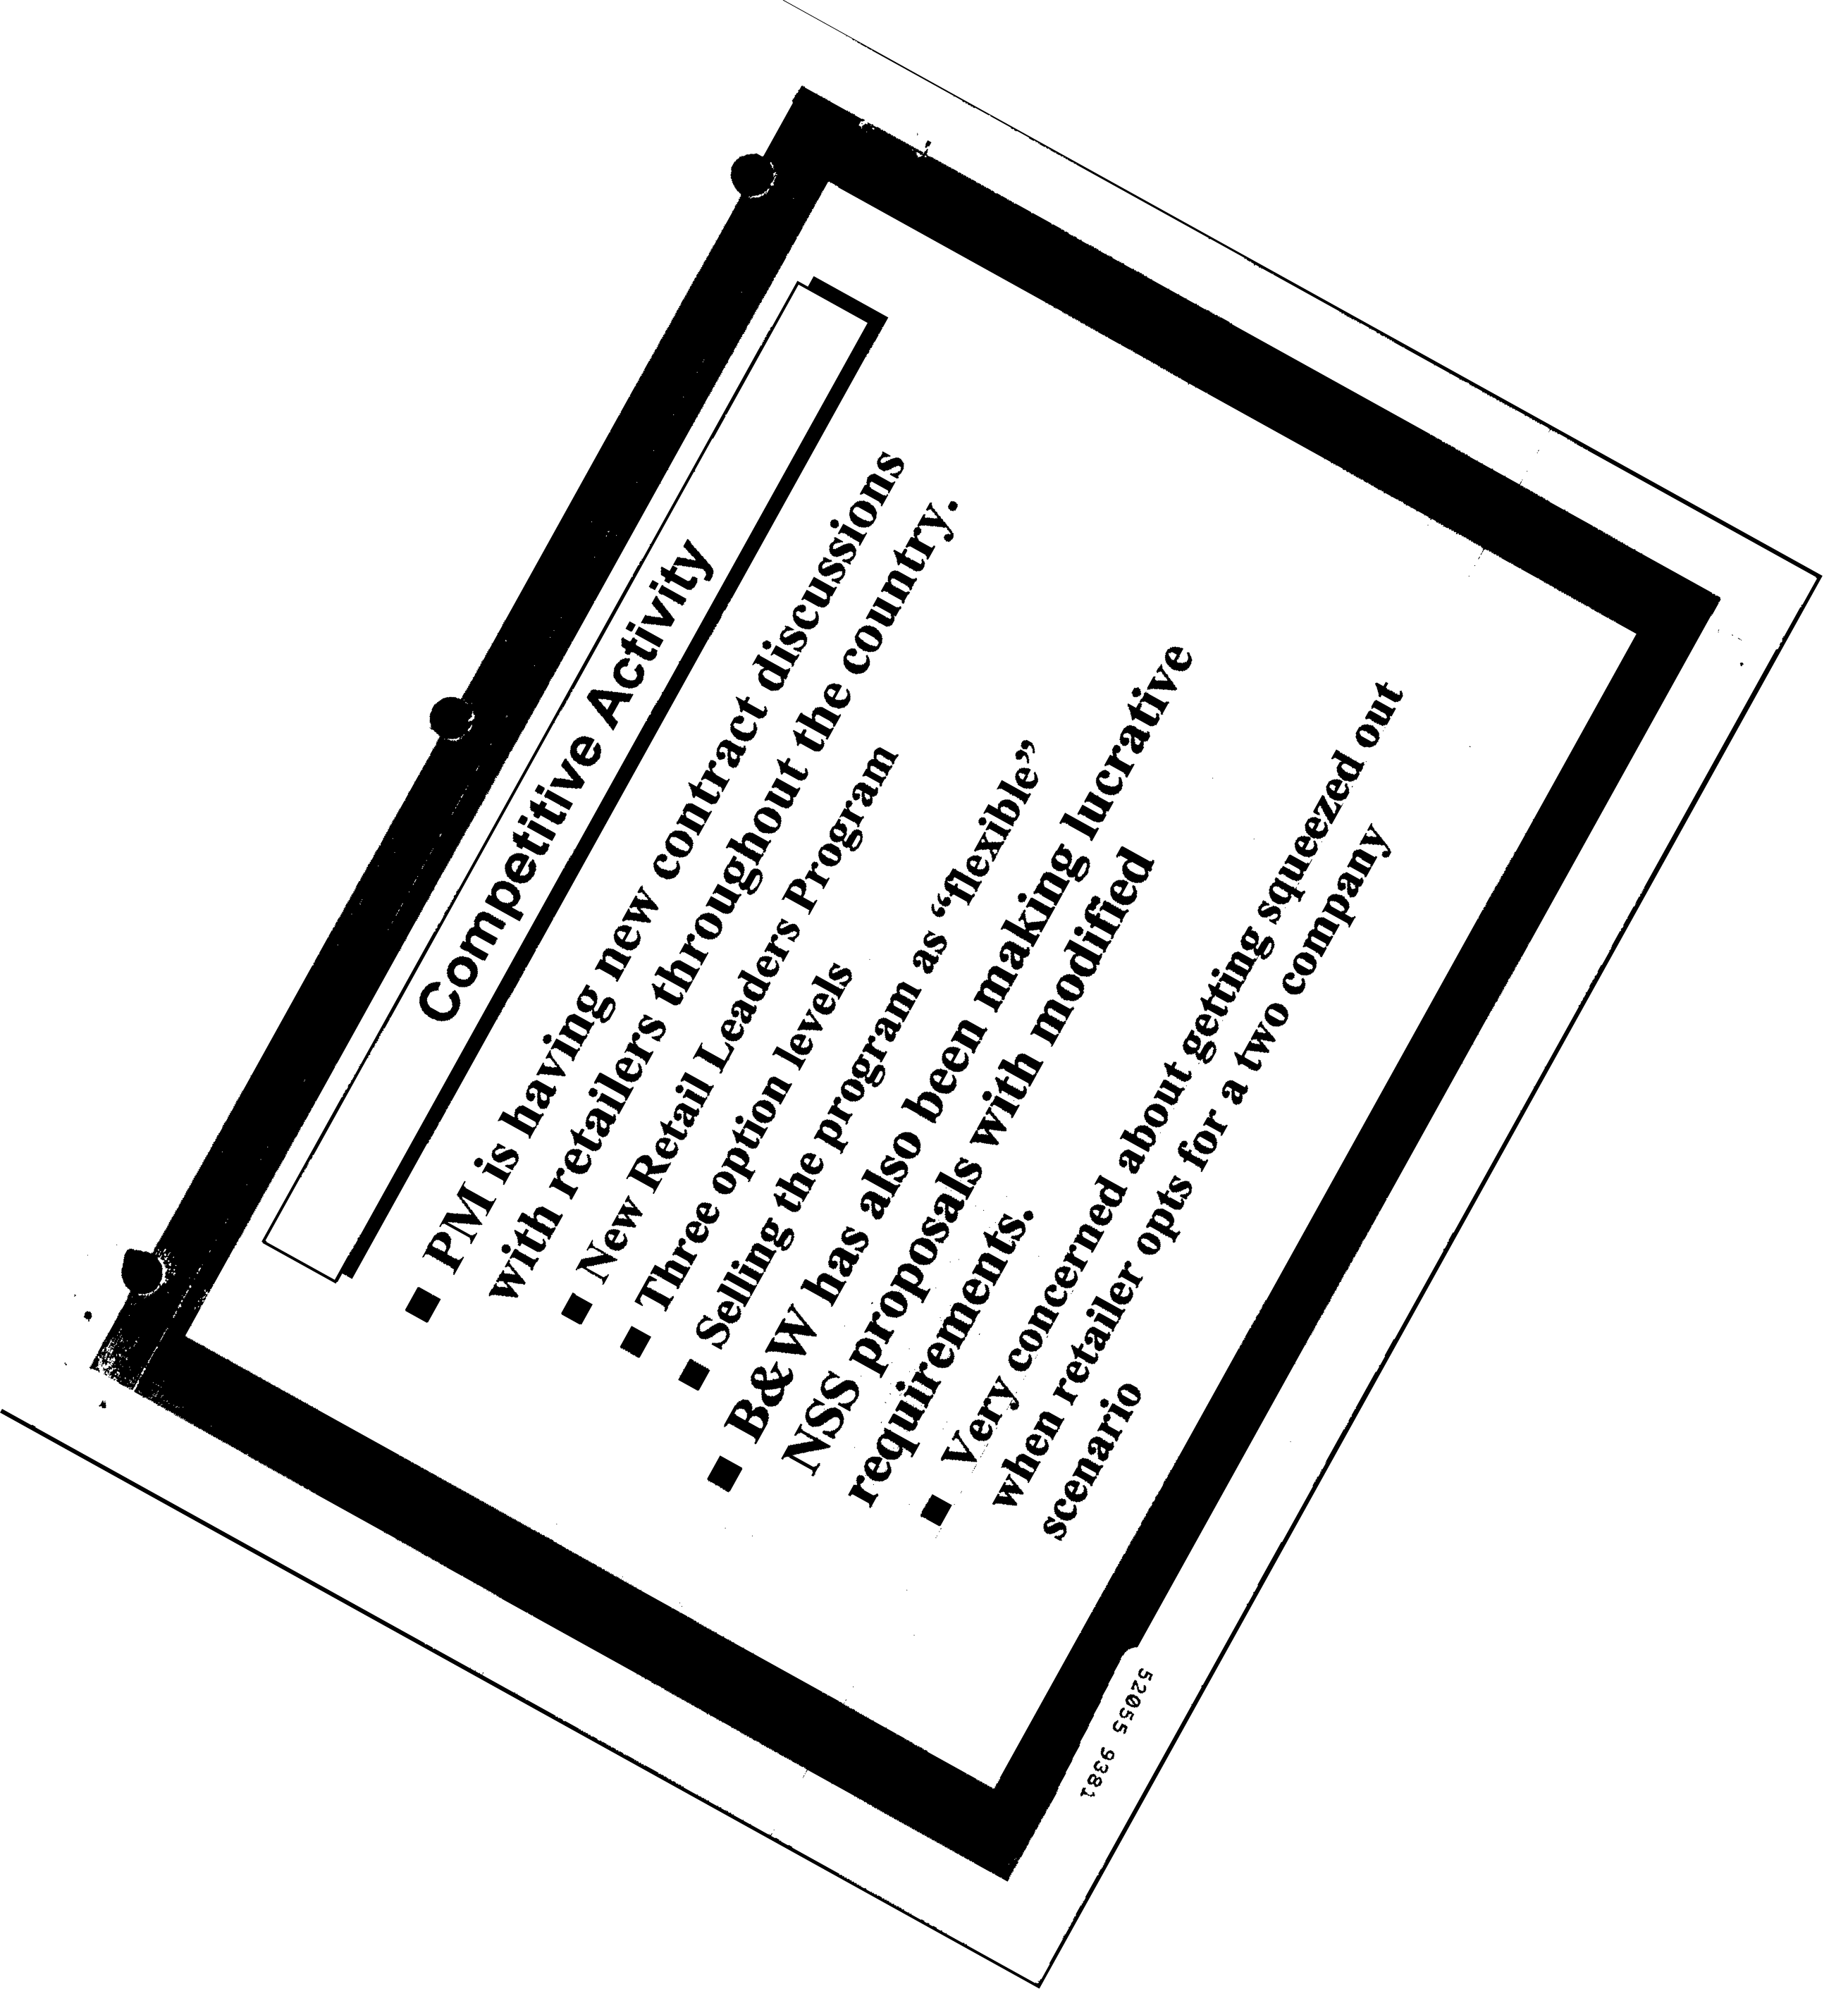 Competitive Activity
■ PM is having new contract discussions
with retailers throughout the country.
■ New Retail Leaders Program
■ Three option levels
■ Selling the program as “flexible”
■ B&W has also been making lucrative
NSS proposals with modified
requirements.
■ Very concerned about getting squeezed out
when retailer opts for a two company
scenario
52055 9381